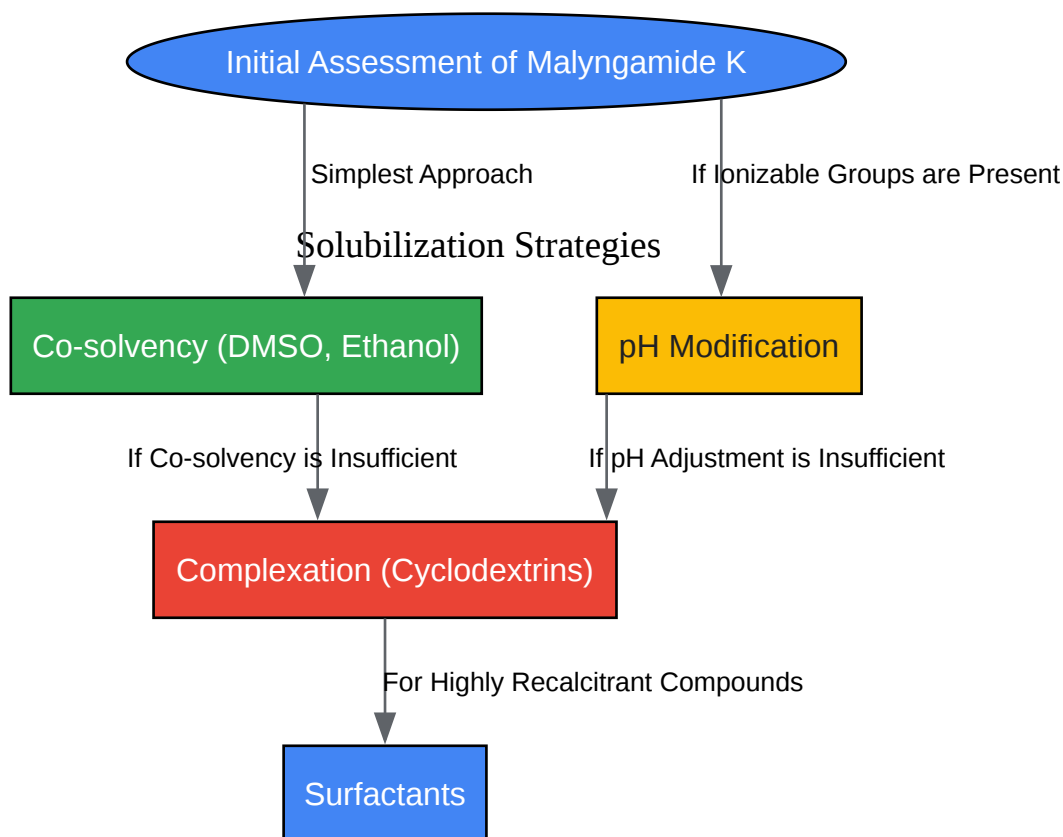 Initial Assessment of Malyngamide K
Simplest Approach
If Ionizable Groups are Present
Solubilization Strategies
Co-solvency (DMSO, Ethanol)
pH Modification
If Co-solvency is Insufficient
If pH Adjustment is Insufficient
Complexation (Cyclodextrins)
For Highly Recalcitrant Compounds
Surfactants